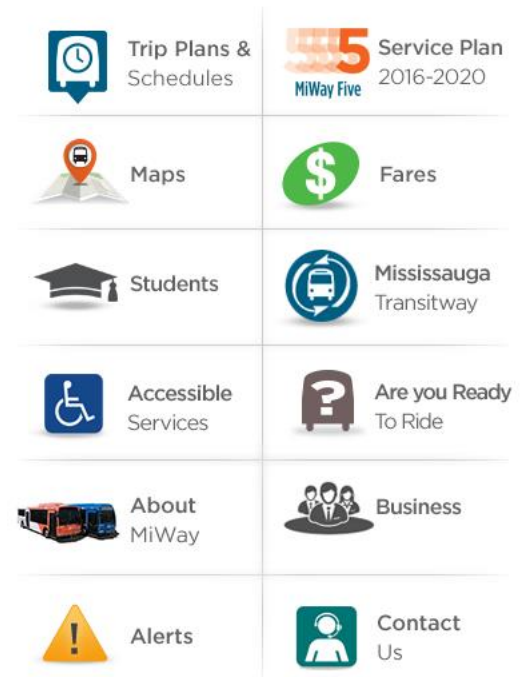 Trip Plans &
Schedules
5
MiWay Five
Service Plan
2016-2020
Maps
$
Fares
Students
Mississauga
Transitway
Accessible
Services
?
Are you Ready
To Ride
About
MiWay
Business
!
Alerts
Contact
Us